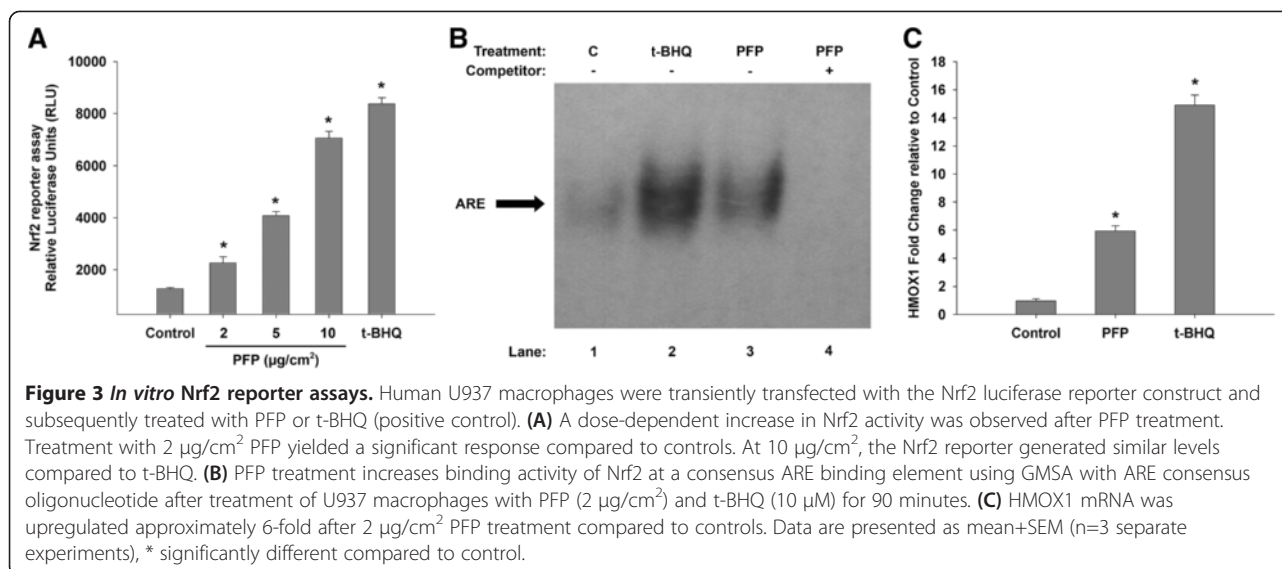 A
Nrf2 reporter assay
Relative Luciferase Units (RLU)
10000
8000
6000
4000
2000
*
*
*
*
Control
2
5
10
t-BHQ
PFP (µg/cm²)
B
Treatment: C t-BHQ PFP PFP
Competitor: - - - +
ARE
Lane: 1 2 3 4
C
HMOX1 Fold Change relative to Control
18
16
14
12
10
8
6
4
2
0
*
*
Control PFP t-BHQ
Figure 3 In vitro Nrf2 reporter assays. Human U937 macrophages were transiently transfected with the Nrf2 luciferase reporter construct and
subsequently treated with PFP or t-BHQ (positive control). (A) A dose-dependent increase in Nrf2 activity was observed after PFP treatment.
Treatment with 2 µg/cm² PFP yielded a significant response compared to controls. At 10 µg/cm², the Nrf2 reporter generated similar levels
compared to t-BHQ. (B) PFP treatment increases binding activity of Nrf2 at a consensus ARE binding element using GMSA with ARE consensus
oligonucleotide after treatment of U937 macrophages with PFP (2 µg/cm²) and t-BHQ (10 µM) for 90 minutes. (C) HMOX1 mRNA was
upregulated approximately 6-fold after 2 µg/cm² PFP treatment compared to controls. Data are presented as mean+SEM (n=3 separate
experiments), * significantly different compared to control.